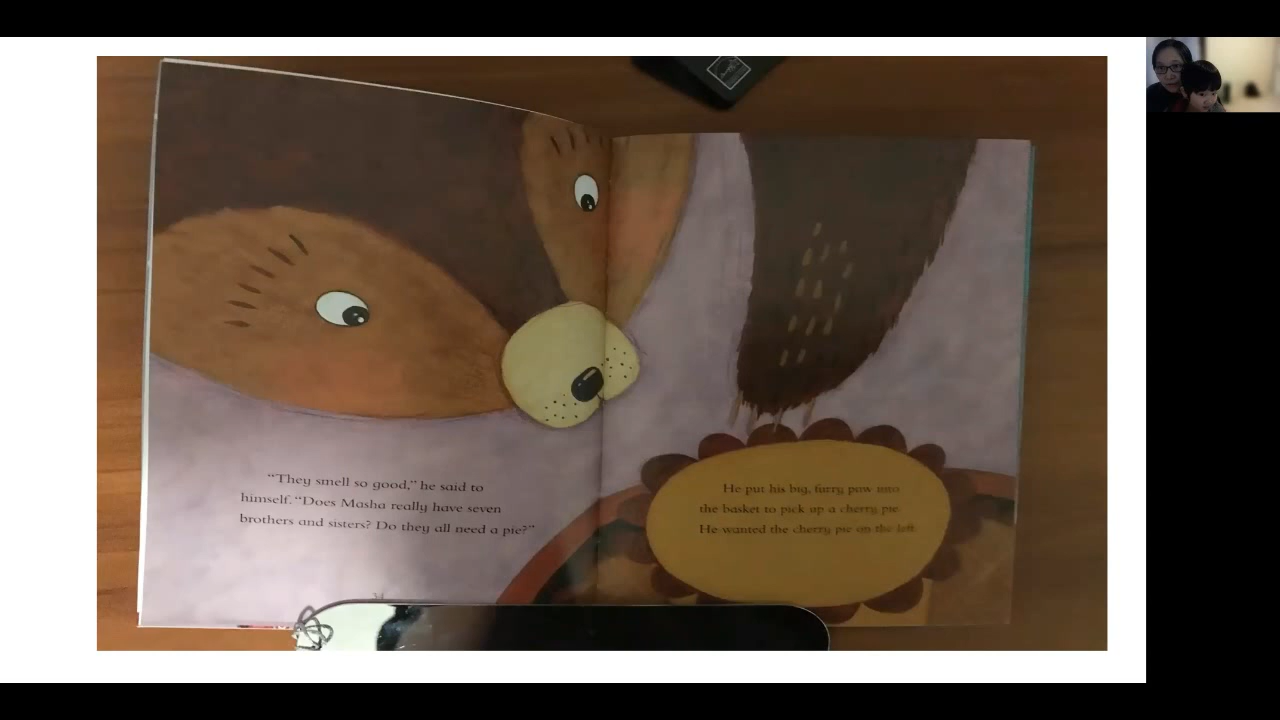 "They smell so good," he said to
himself. "Does Masha really have seven
brothers and sisters? Do they all need a pie?"
He put his big, furry paw into
the basket to pick up a cherry pie.
He wanted the cherry pie on the left.